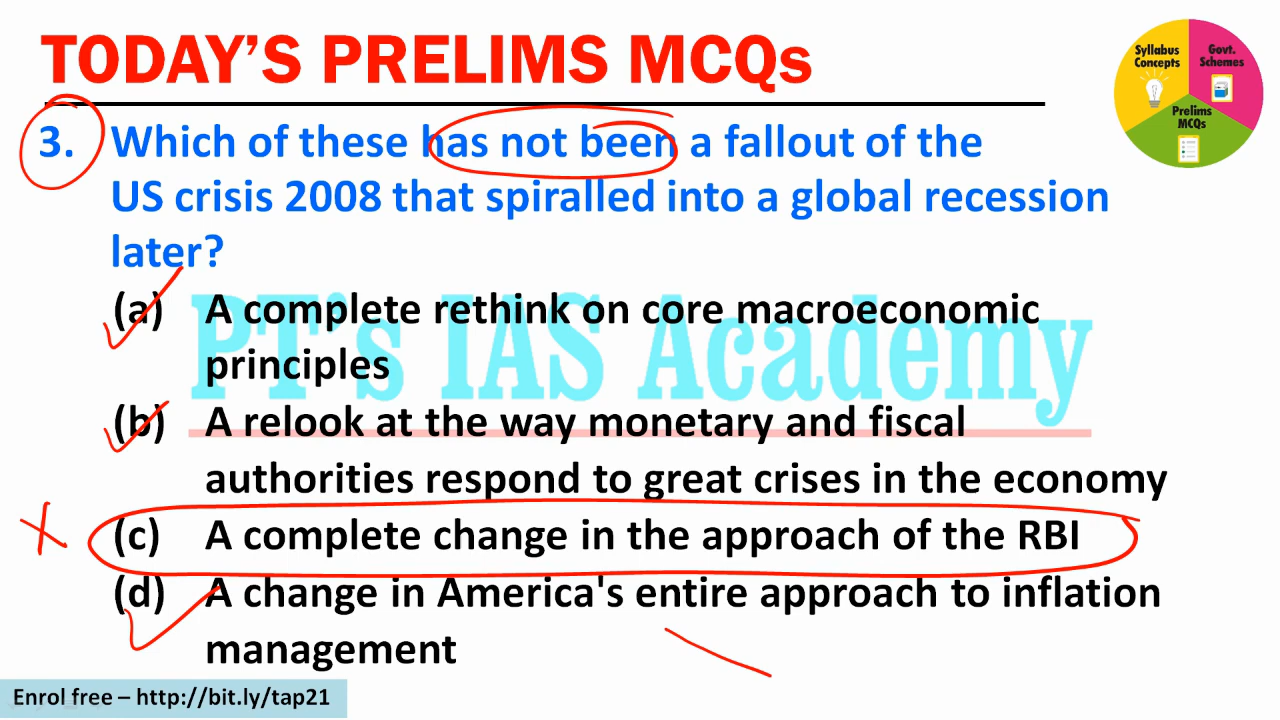 TODAY'S PRELIMS MCQs
Syllabus
Concepts
Govt.
Schemes
Prelims
MCQs
3. Which of these has not been a fallout of the
US crisis 2008 that spiralled into a global recession
later?
(a) A complete rethink on core macroeconomic
principles
(b) A relook at the way monetary and fiscal
authorities respond to great crises in the economy
(c) A complete change in the approach of the RBI
(d) A change in America's entire approach to inflation
management
PT's IAS Academy
Enrol free – http://bit.ly/tap21